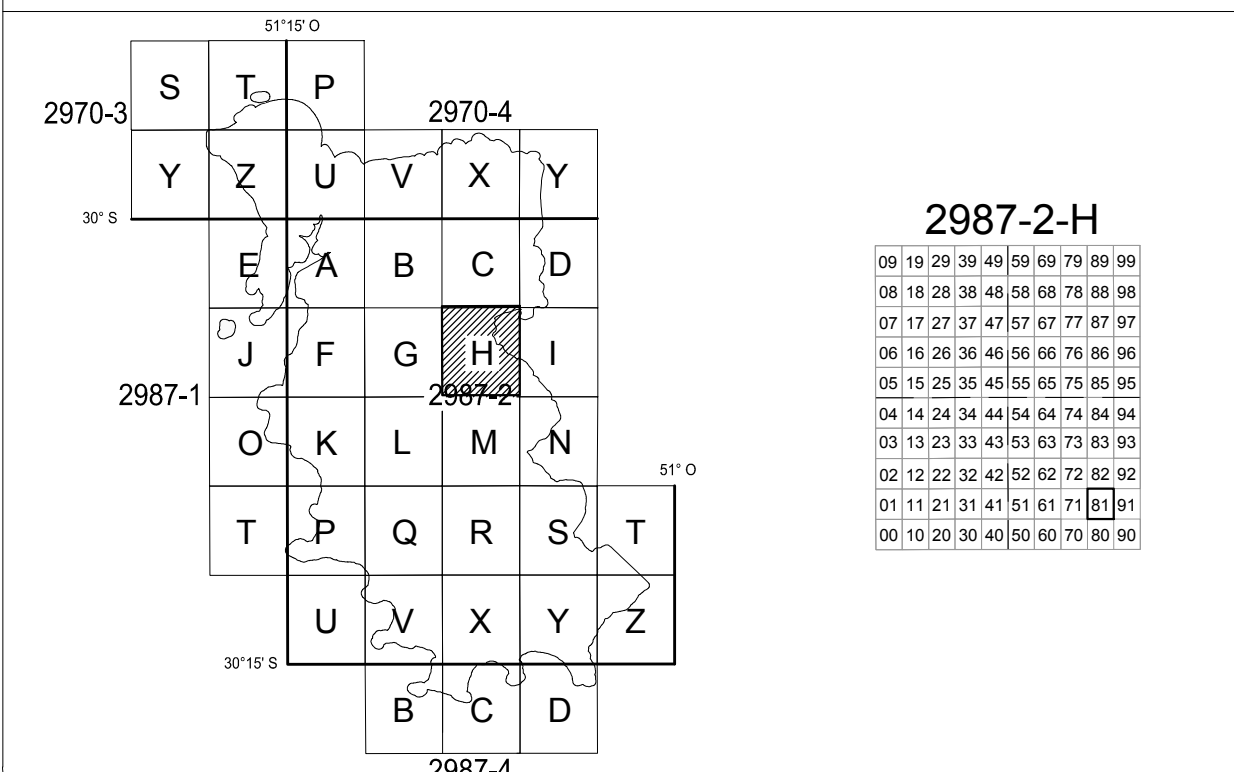 51°15' O
S T P
2970-3
2970-4
Y Z U V X Y
30° S
E A B C D
J F G H I
2987-1
2987-2
O K L M N
51° O
T P Q R S T
U V X Y Z
30°15' S
B C D
2987-4
2987-2-H
09 19 29 39 49 59 69 79 89 99
08 18 28 38 48 58 68 78 88 98
07 17 27 37 47 57 67 77 87 97
06 16 26 36 46 56 66 76 86 96
05 15 25 35 45 55 65 75 85 95
04 14 24 34 44 54 64 74 84 94
03 13 23 33 43 53 63 73 83 93
02 12 22 32 42 52 62 72 82 92
01 11 21 31 41 51 61 71 81 91
00 10 20 30 40 50 60 70 80 90